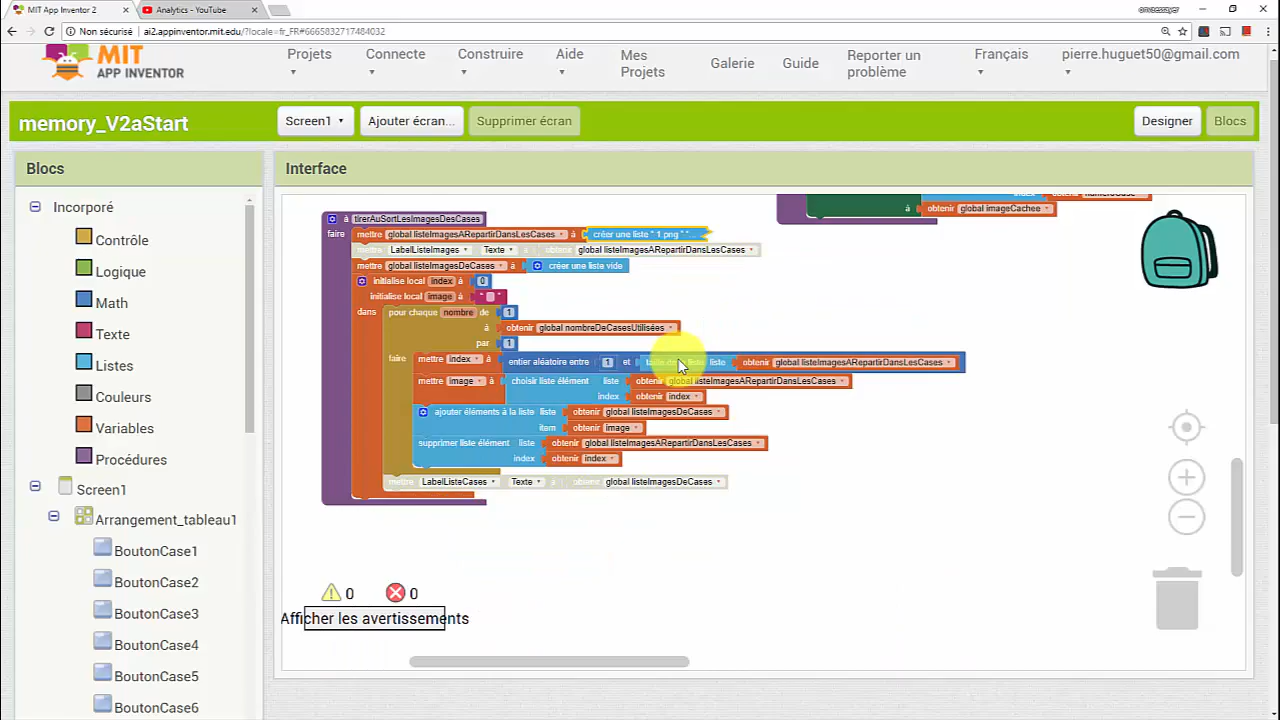 MIT App Inventor 2
Analytics - YouTube
Non sécurisé | ai2.appinventor.mit.edu/?locale=fr_FR#6665832717484032
MIT
APP INVENTOR
Projets
Connecte
Construire
Aide
Mes
Projets
Galerie
Guide
Reporter un
problème
Français
pierre.huguet50@gmail.com
memory_V2aStart
Screen1
Ajouter écran...
Supprimer écran
Designer
Blocs
Blocs
Interface
Incorporé
Contrôle
Logique
Math
Texte
Listes
Couleurs
Variables
Procédures
Screen1
Arrangement_tableau1
BoutonCase1
BoutonCase2
BoutonCase3
BoutonCase4
BoutonCase5
BoutonCase6
à obtenir global imageCachee
à tirerAuSortLesImagesDesCases
faire mettre global listeImagesARepartirDansLesCases à créer une liste " 1.png " "...
mettre LabelListeImages . Texte à obtenir global listeImagesARepartirDansLesCases
mettre global listeImagesDeCases à créer une liste vide
initialise local index à 0
initialise local image à " "
dans pour chaque nombre de 1
à obtenir global nombreDeCasesUtilisées
par 1
faire mettre index à entier aléatoire entre 1 et liste obtenir global listeImagesARepartirDansLesCases
mettre image à choisir liste élément liste obtenir global listeImagesARepartirDansLesCases
index obtenir index
ajouter éléments à la liste liste obtenir global listeImagesDeCases
item obtenir image
supprimer liste élément liste obtenir global listeImagesARepartirDansLesCases
index obtenir index
mettre LabelListeCases . Texte à obtenir global listeImagesDeCases
0 0
Afficher les avertissements